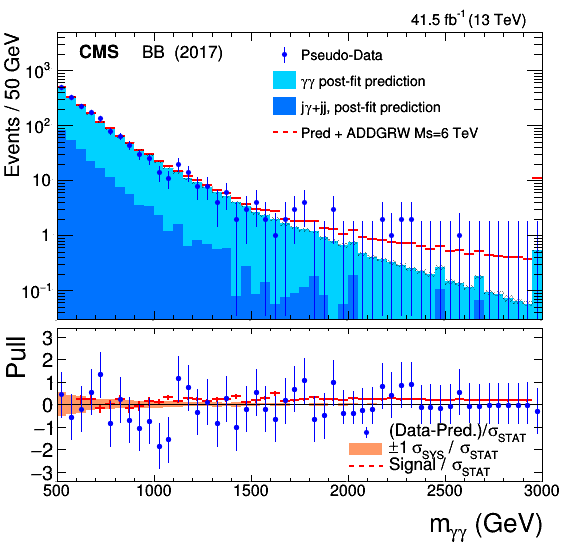 41.5 fb⁻¹ (13 TeV)
CMS BB (2017)
Pseudo-Data
γγ post-fit prediction
jγ+jj, post-fit prediction
Pred + ADDGRW Ms=6 TeV
Events / 50 GeV
10³
10²
10
1
10⁻¹
Pull
3
2
1
0
−1
−2
−3
(Data-Pred.)/σSTAT
±1 σSYS / σSTAT
Signal / σSTAT
500 1000 1500 2000 2500 3000
mγγ (GeV)